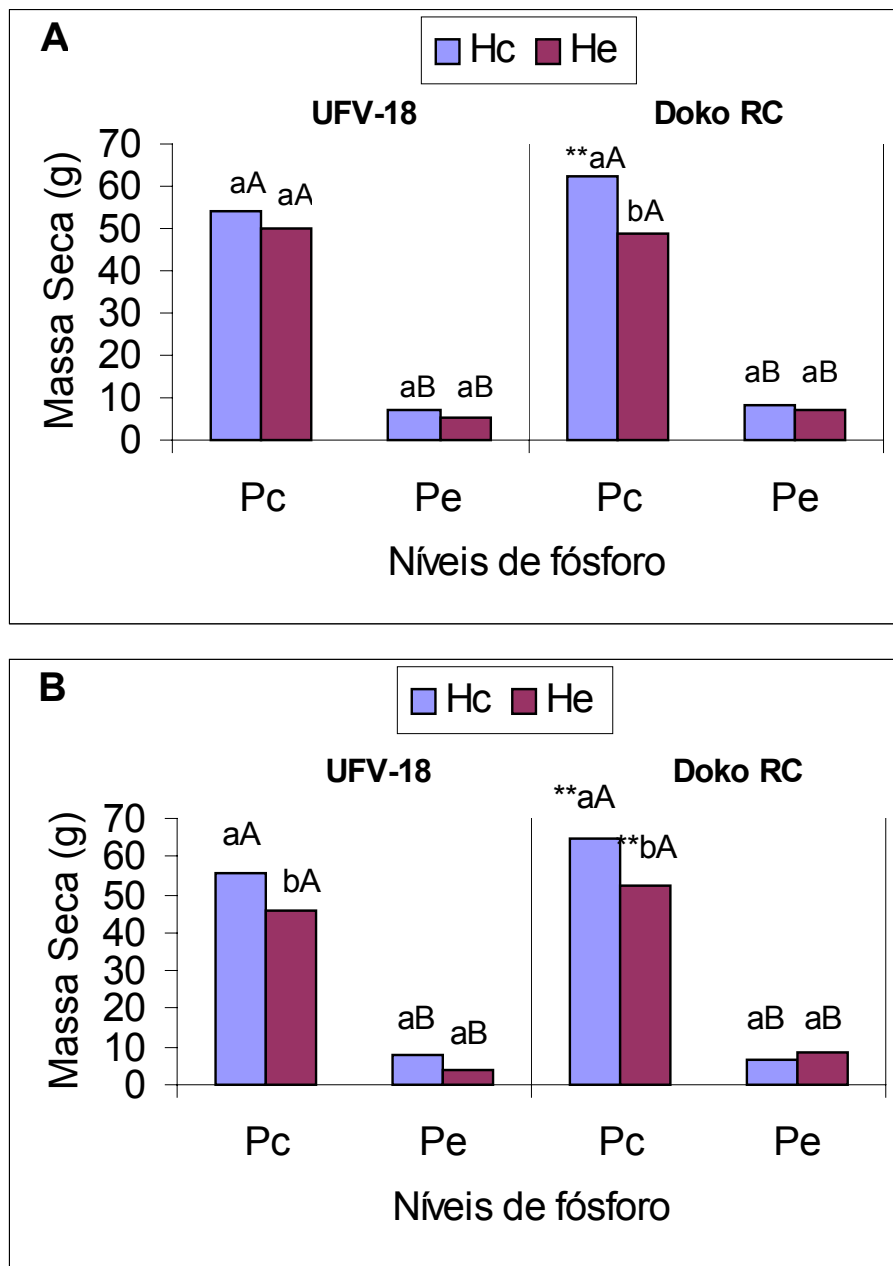 A
Hc He
UFV-18 Doko RC
Massa Seca (g)
70
60
50
40
30
20
10
0
aA aA **aA bA
aB aB aB aB
Pc Pe Pc Pe
Níveis de fósforo
B
Hc He
UFV-18 Doko RC
Massa Seca (g)
70
60
50
40
30
20
10
0
aA bA **aA **bA
aB aB aB aB
Pc Pe Pc Pe
Níveis de fósforo